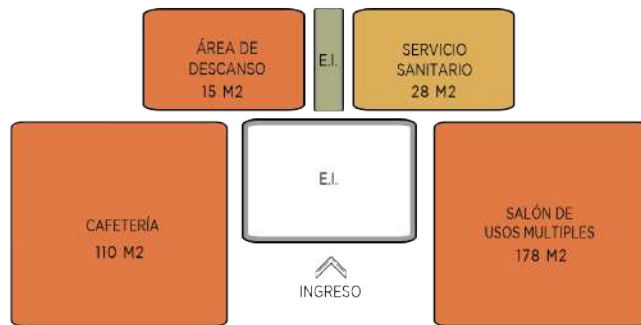 ÁREA DE
DESCANSO
15 M2
E.I.
SERVICIO
SANITARIO
28 M2
CAFETERÍA
110 M2
E.I.
SALÓN DE
USOS MULTIPLES
178 M2
INGRESO